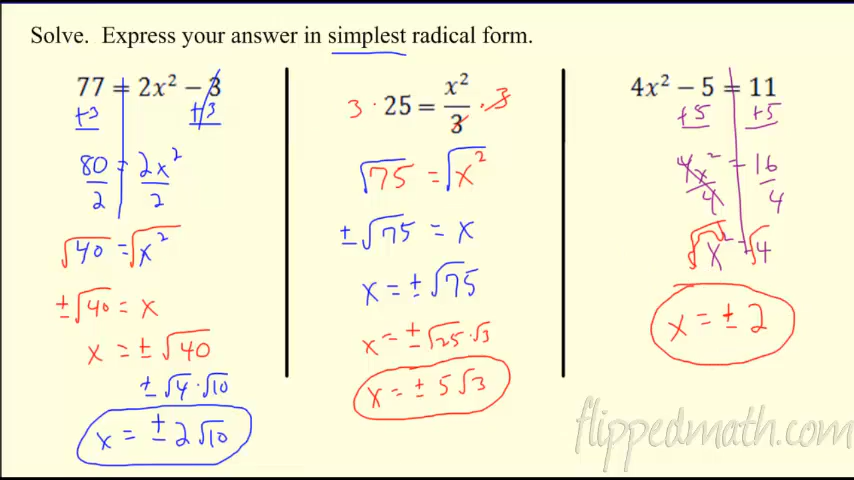 Solve. Express your answer in simplest radical form.
77 = 2x² − 3
+3 +3
80 = 2x²
2 2
√40 = √x²
±√40 = x
x = ±√40
±√4 · √10
x = ±2√10
3 · 25 = x²/3 · 3
√75 = √x²
±√75 = x
x = ±√75
x = ±√25 · √3
x = ±5√3
4x² − 5 = 11
+5 +5
4x² = 16
4 4
√x² = √4
x = ±2
flippedmath.com